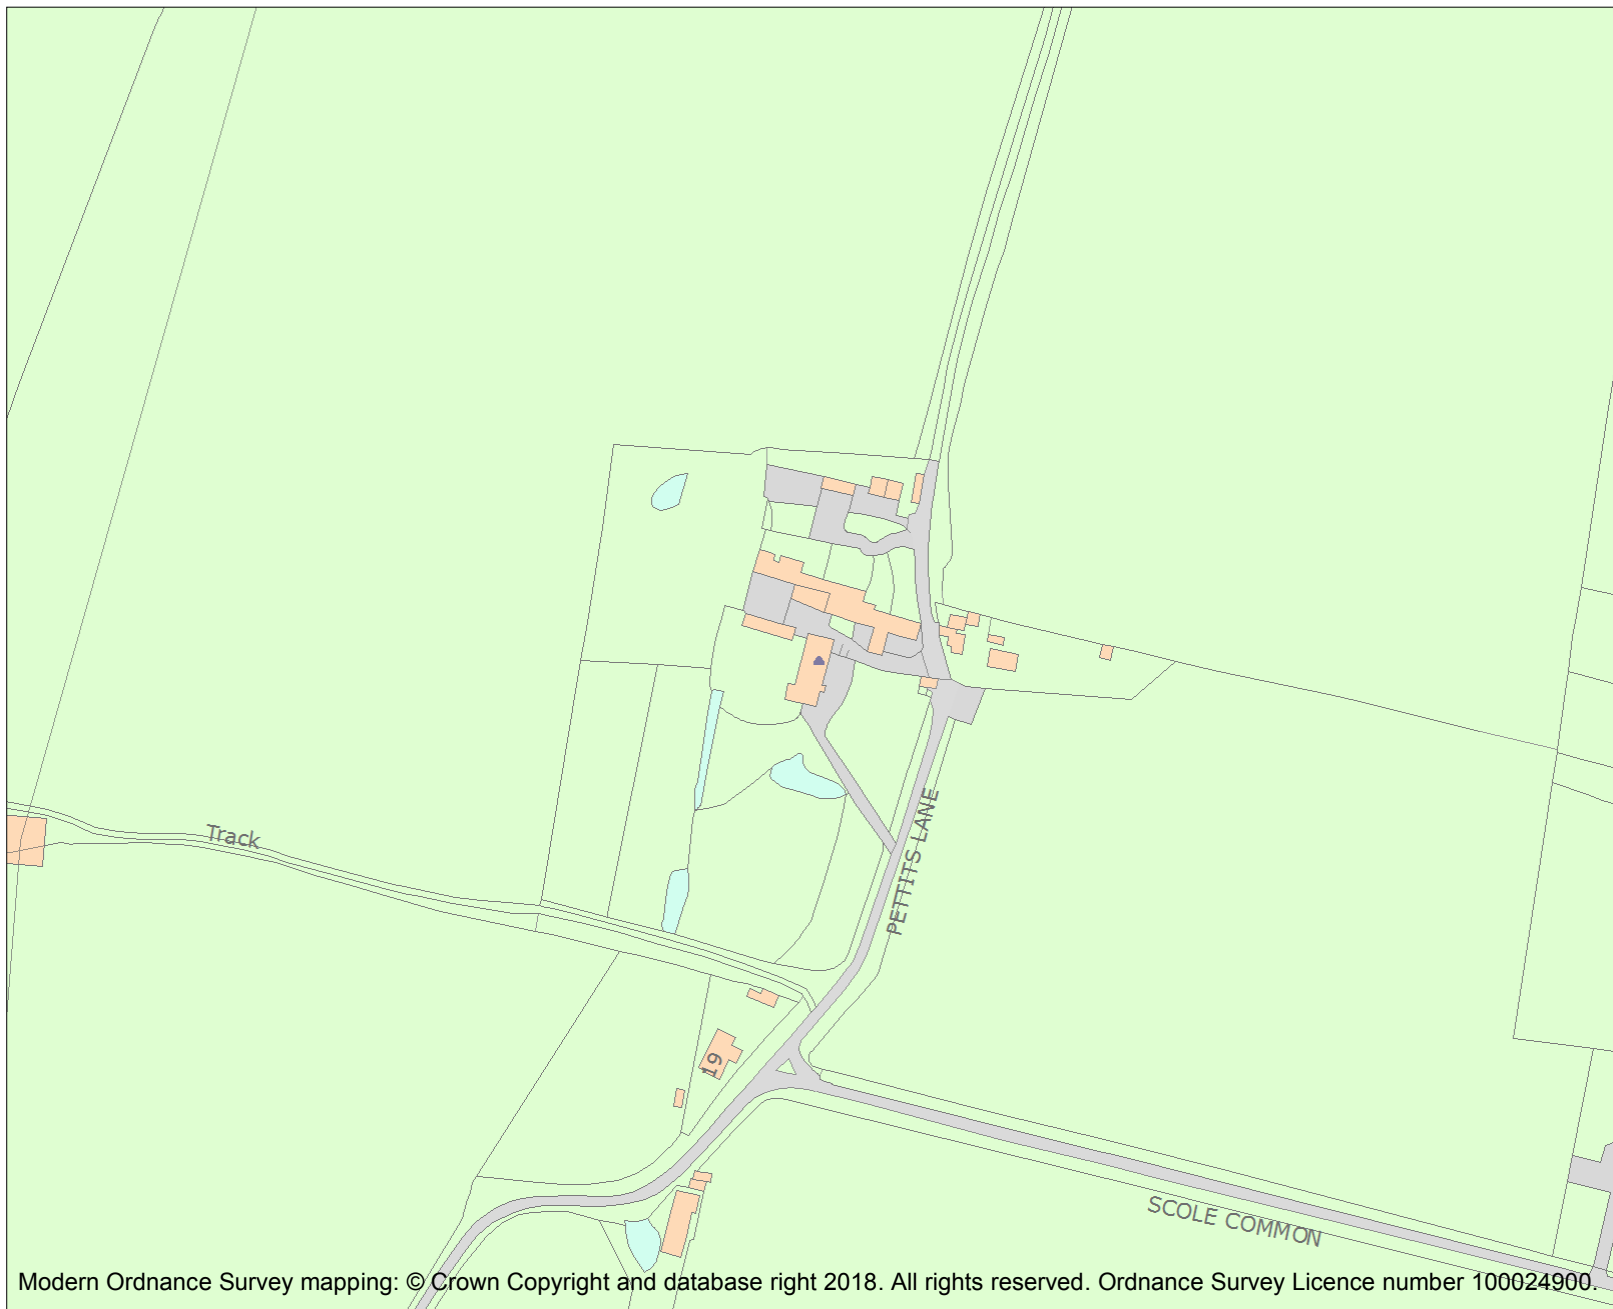 Track
PETTITS LANE
19
SCOLE COMMON
Modern Ordnance Survey mapping: © Crown Copyright and database right 2018. All rights reserved. Ordnance Survey Licence number 100024900.